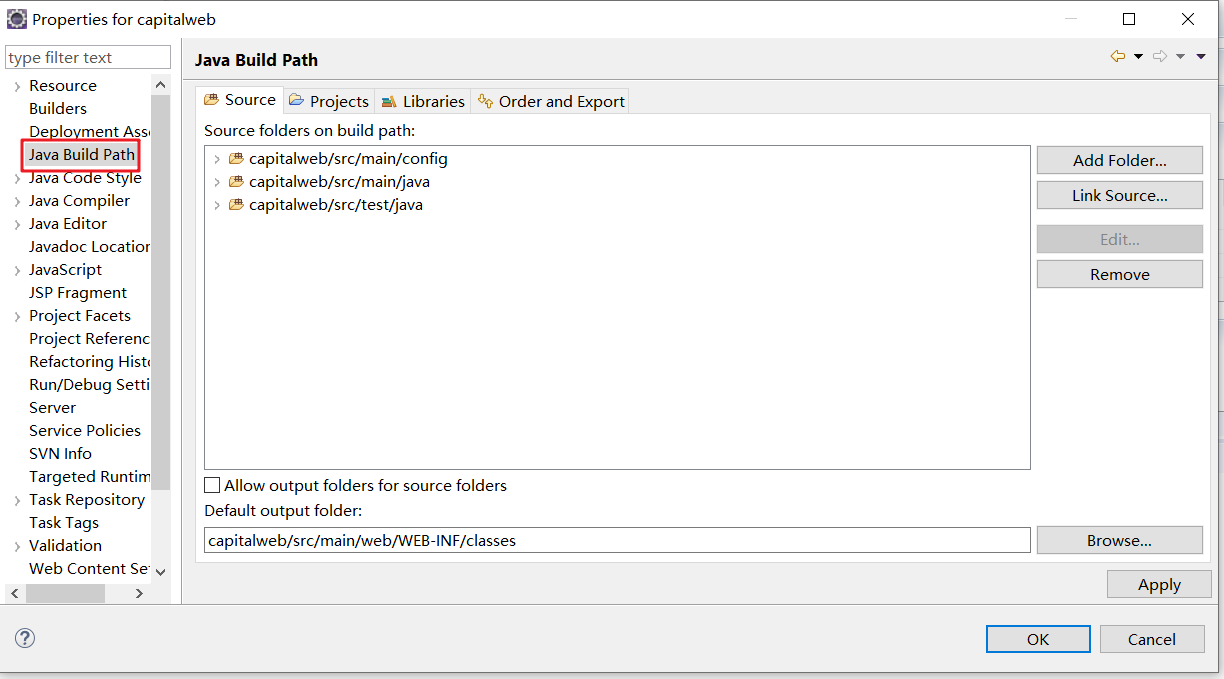 Properties for capitalweb
type filter text
Resource
Builders
Deployment Asse
Java Build Path
Java Code Style
Java Compiler
Java Editor
Javadoc Location
JavaScript
JSP Fragment
Project Facets
Project Referenc
Refactoring Histo
Run/Debug Setti
Server
Service Policies
SVN Info
Targeted Runtim
Task Repository
Task Tags
Validation
Web Content Set
Java Build Path
Source Projects Libraries Order and Export
Source folders on build path:
capitalweb/src/main/config
capitalweb/src/main/java
capitalweb/src/test/java
Add Folder...
Link Source...
Edit...
Remove
Allow output folders for source folders
Default output folder:
capitalweb/src/main/web/WEB-INF/classes
Browse...
Apply
?
OK Cancel